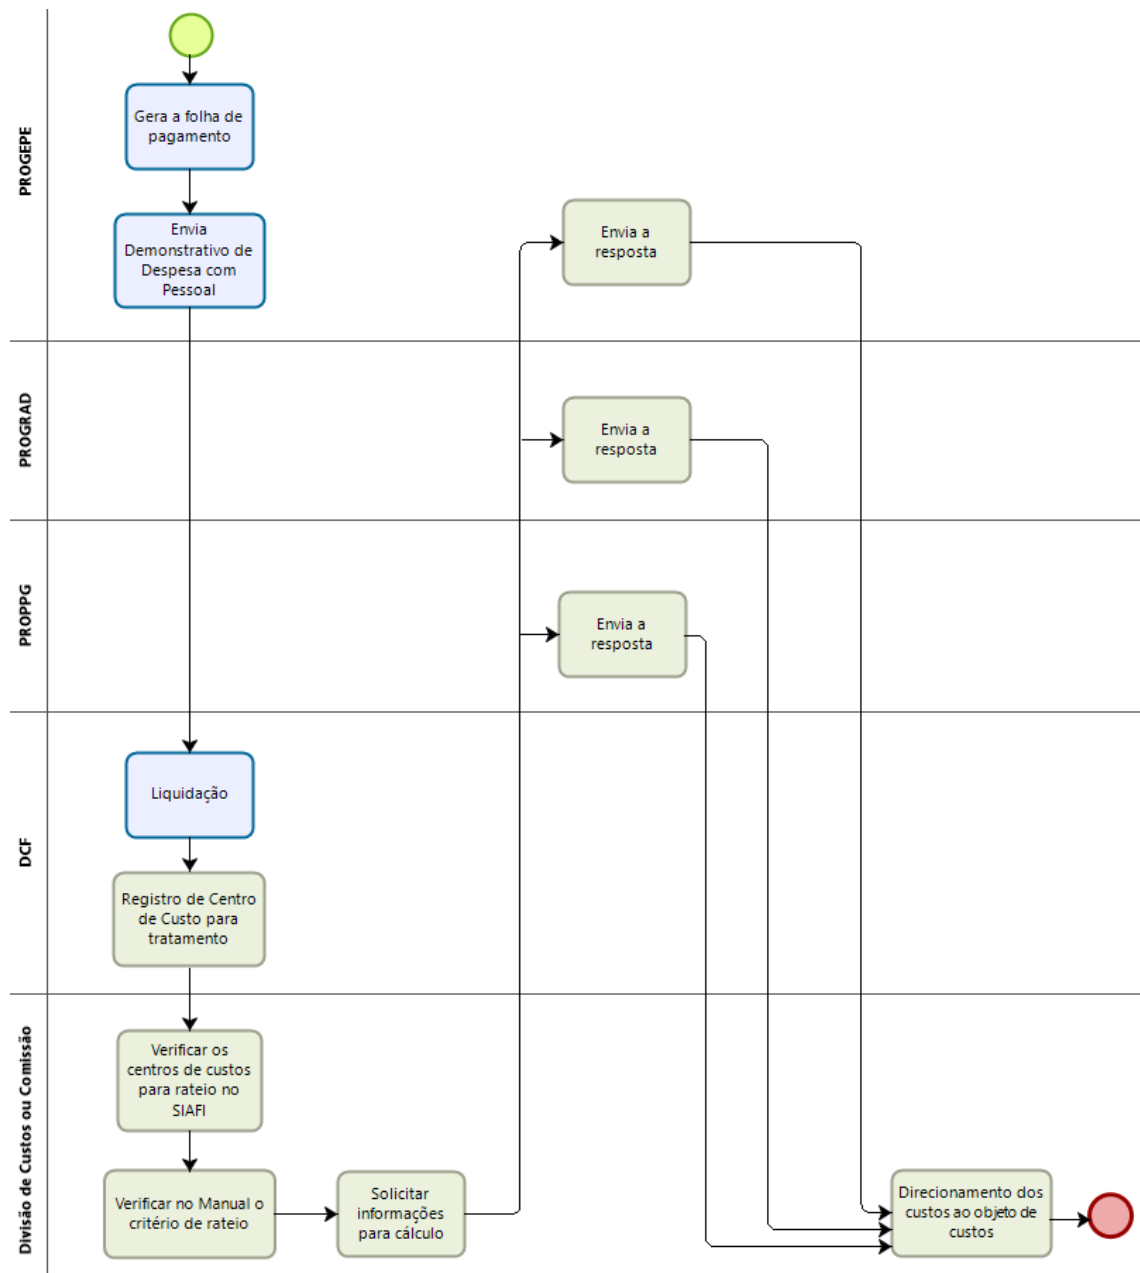 PROGEPE
Gera a folha de
pagamento
Envia
Demonstrativo de
Despesa com
Pessoal
Envia a
resposta
PROGRAD
Envia a
resposta
PROPPG
Envia a
resposta
DCF
Liquidação
Registro de Centro
de Custo para
tratamento
Divisão de Custos ou Comissão
Verificar os
centros de custos
para rateio no
SIAFI
Verificar no Manual o
critério de rateio
Solicitar
informações
para cálculo
Direcionamento dos
custos ao objeto de
custos